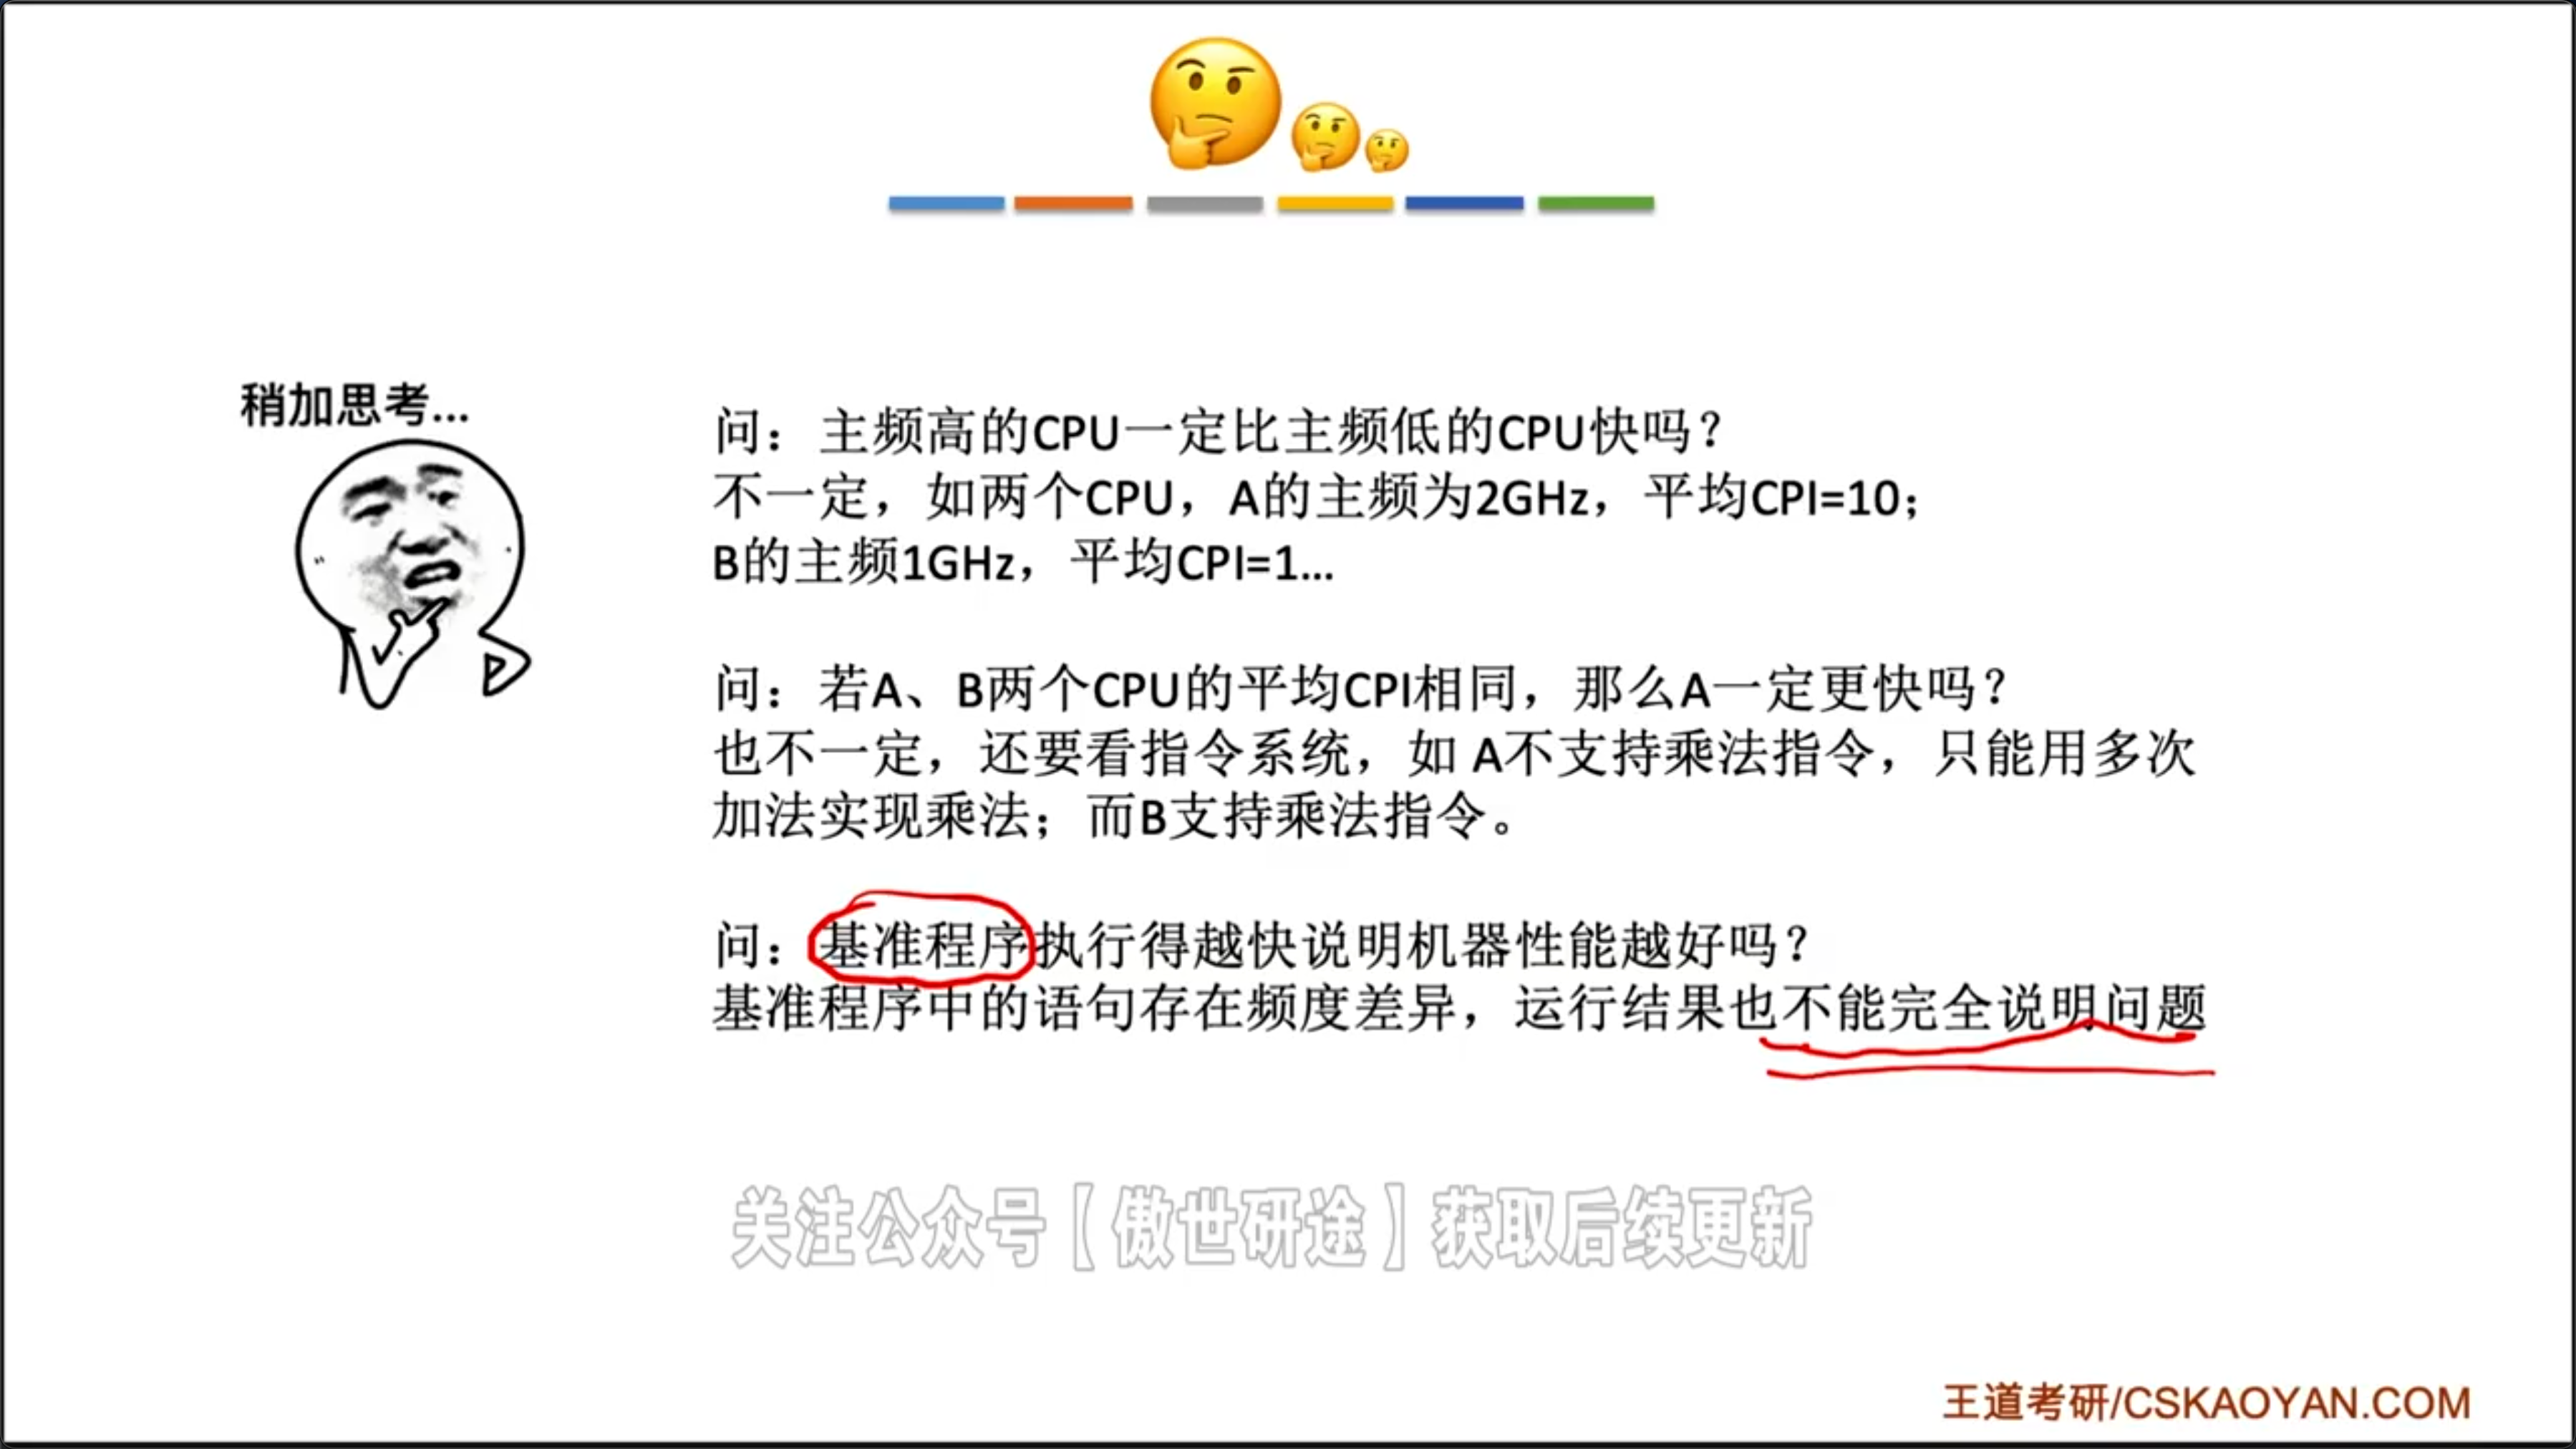 稍加思考...
问：主频高的CPU一定比主频低的CPU快吗？
不一定，如两个CPU，A的主频为2GHz，平均CPI=10；
B的主频1GHz，平均CPI=1...
问：若A、B两个CPU的平均CPI相同，那么A一定更快吗？
也不一定，还要看指令系统，如 A不支持乘法指令，只能用多次
加法实现乘法；而B支持乘法指令。
问：基准程序执行得越快说明机器性能越好吗？
基准程序中的语句存在频度差异，运行结果也不能完全说明问题
关注公众号【傲世研途】获取后续更新
王道考研/CSKAOYAN.COM